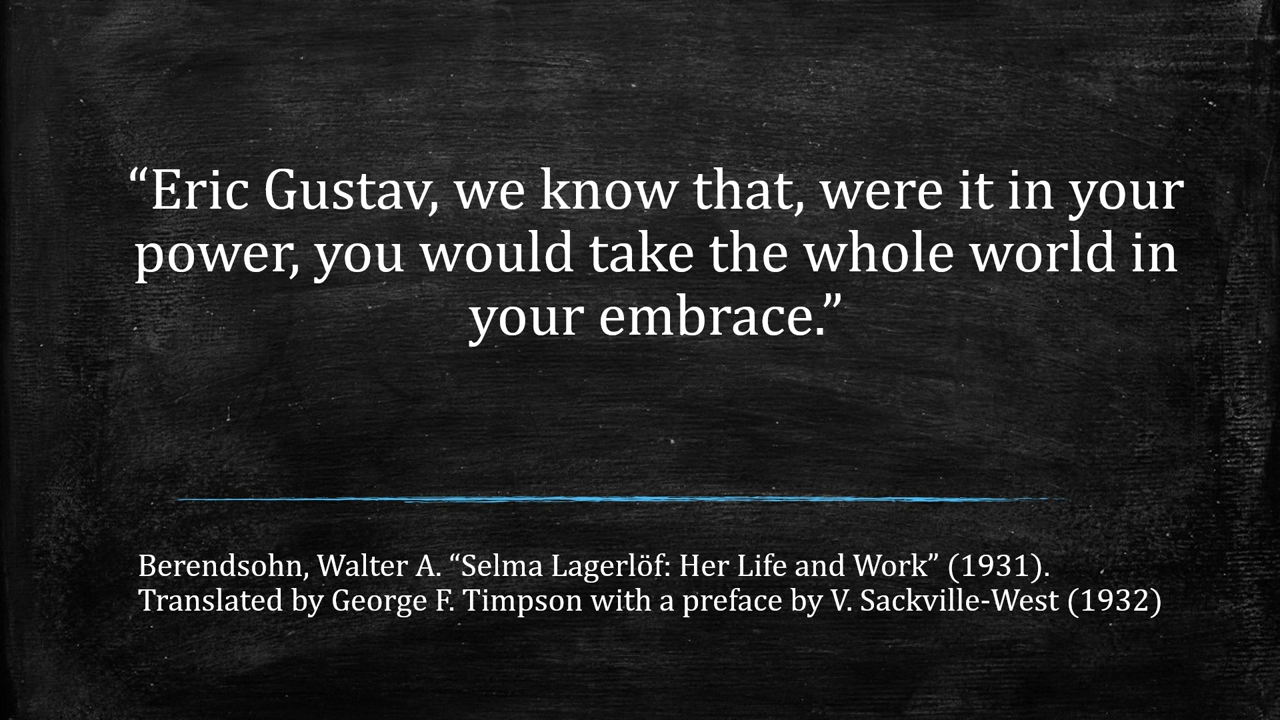 “Eric Gustav, we know that, were it in your
power, you would take the whole world in
your embrace.”
Berendsohn, Walter A. “Selma Lagerlöf: Her Life and Work” (1931).
Translated by George F. Timpson with a preface by V. Sackville-West (1932)